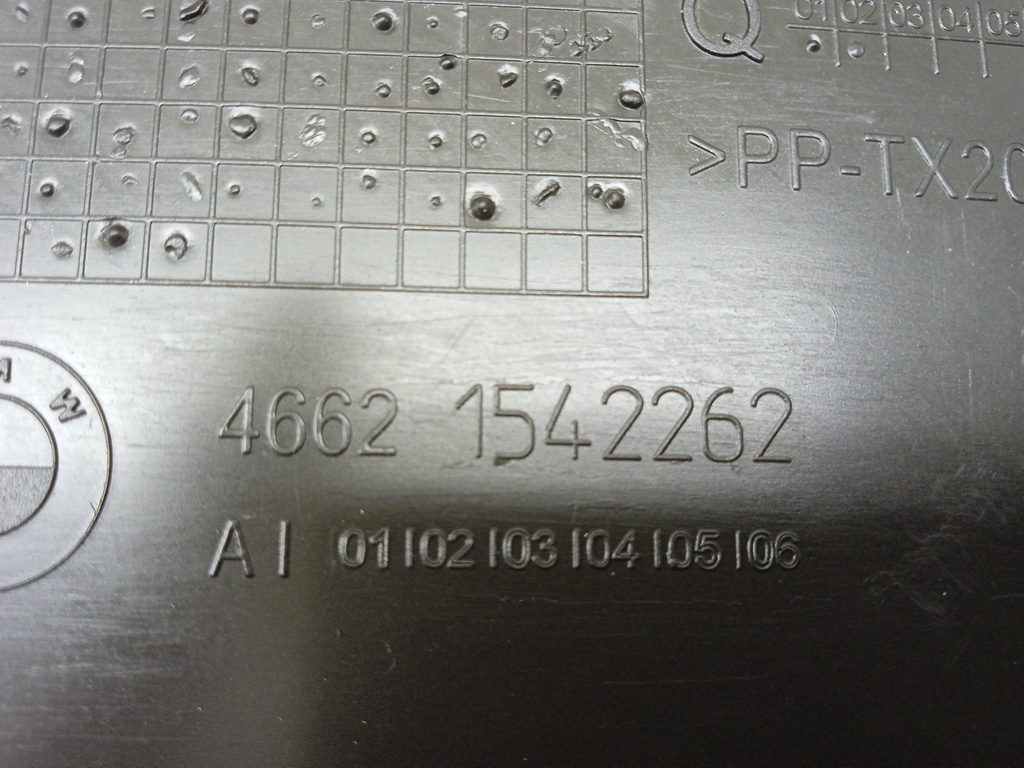 Q 01 02 03 04 05
>PP-TX20
M W
4662 1542262
A | 01 |02 |03 |04 |05 |06